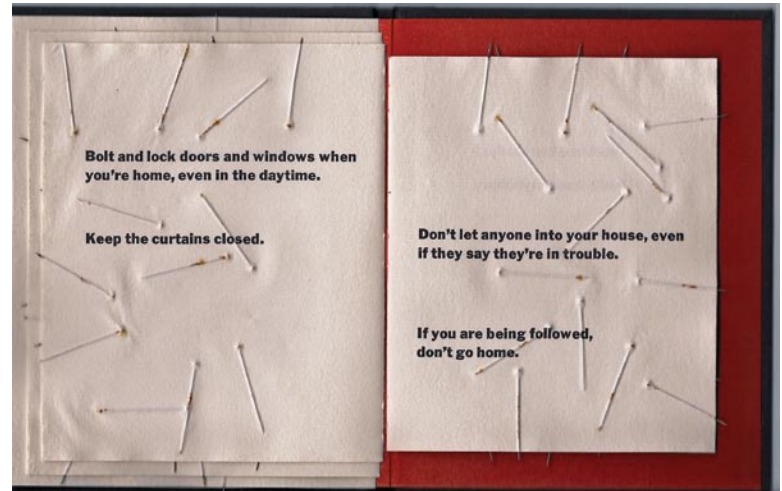 Bolt and lock doors and windows when
you're home, even in the daytime.
Keep the curtains closed.
Don't let anyone into your house, even
if they say they're in trouble.
If you are being followed,
don't go home.